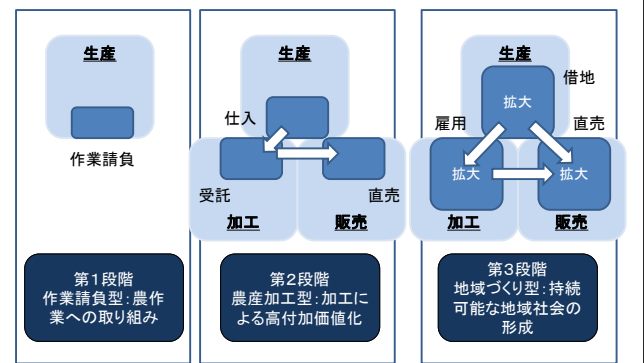 生産
作業請負
第1段階
作業請負型：農作
業への取り組み
生産
仕入
受託
直売
加工
販売
第2段階
農産加工型：加工に
よる高付加価値化
生産
借地
拡大
雇用
直売
拡大
拡大
加工
販売
第3段階
地域づくり型：持続
可能な地域社会の
形成